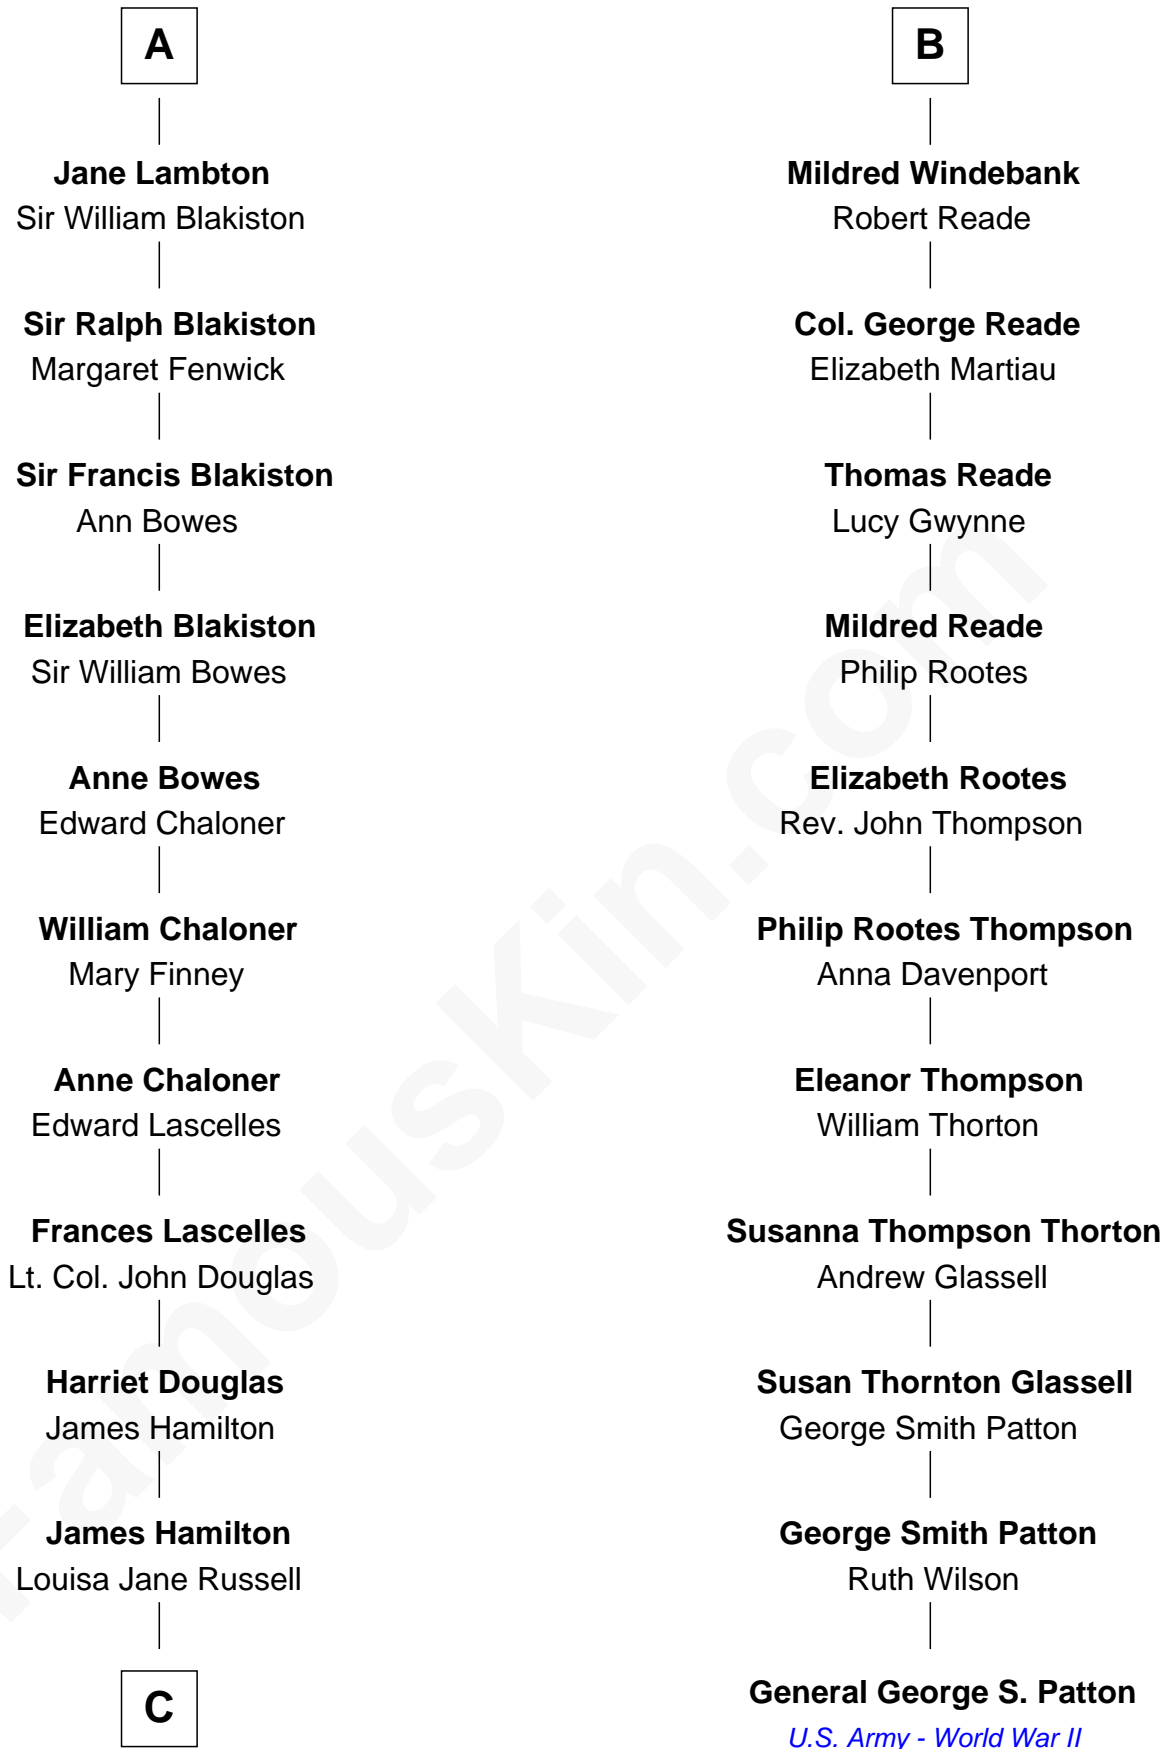 A
Jane Lambton
Sir William Blakiston
Sir Ralph Blakiston
Margaret Fenwick
Sir Francis Blakiston
Ann Bowes
Elizabeth Blakiston
Sir William Bowes
Anne Bowes
Edward Chaloner
William Chaloner
Mary Finney
Anne Chaloner
Edward Lascelles
Frances Lascelles
Lt. Col. John Douglas
Harriet Douglas
James Hamilton
James Hamilton
Louisa Jane Russell
C
B
Mildred Windebank
Robert Reade
Col. George Reade
Elizabeth Martiau
Thomas Reade
Lucy Gwynne
Mildred Reade
Philip Rootes
Elizabeth Rootes
Rev. John Thompson
Philip Rootes Thompson
Anna Davenport
Eleanor Thompson
William Thorton
Susanna Thompson Thorton
Andrew Glassell
Susan Thornton Glassell
George Smith Patton
George Smith Patton
Ruth Wilson
General George S. Patton
U.S. Army - World War II
FamousKin.com